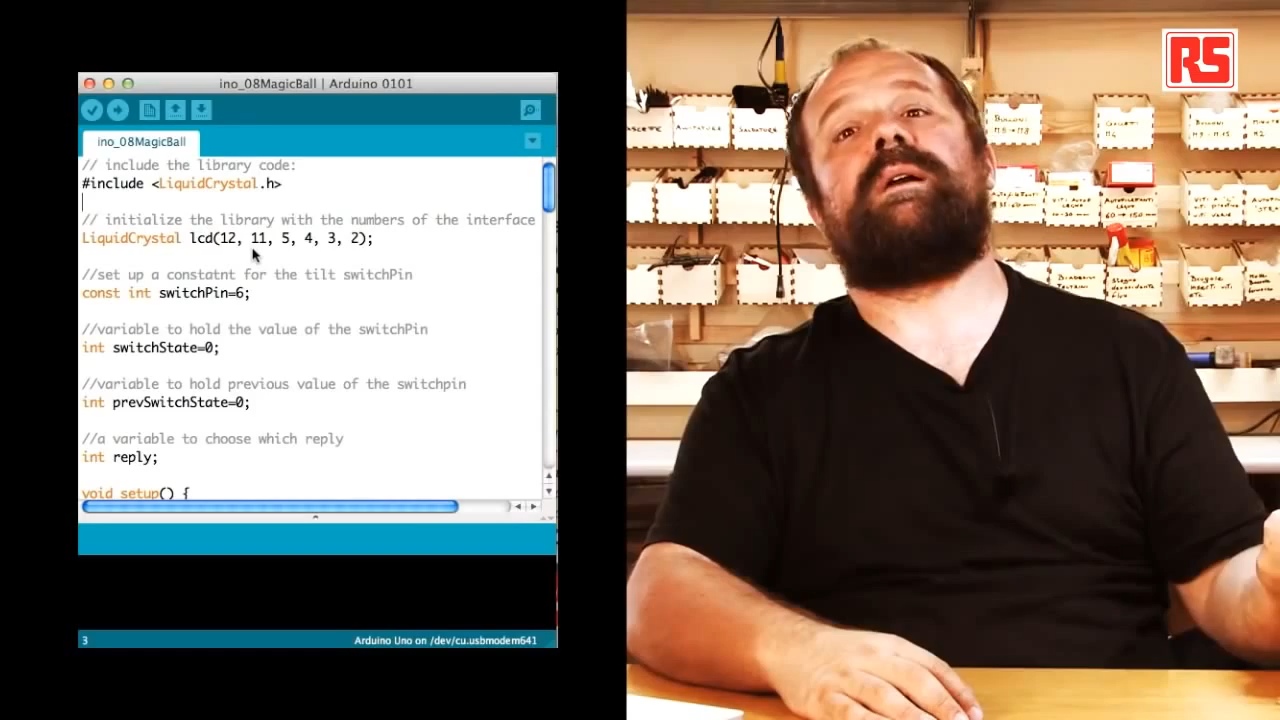 ino_08MagicBall | Arduino 0101
ino_08MagicBall
// include the library code:
#include <LiquidCrystal.h>
// initialize the library with the numbers of the interface
LiquidCrystal lcd(12, 11, 5, 4, 3, 2);
//set up a constatnt for the tilt switchPin
const int switchPin=6;
//variable to hold the value of the switchPin
int switchState=0;
//variable to hold previous value of the switchpin
int prevSwitchState=0;
//a variable to choose which reply
int reply;
void setup() {
3
Arduino Uno on /dev/cu.usbmodem641
RS